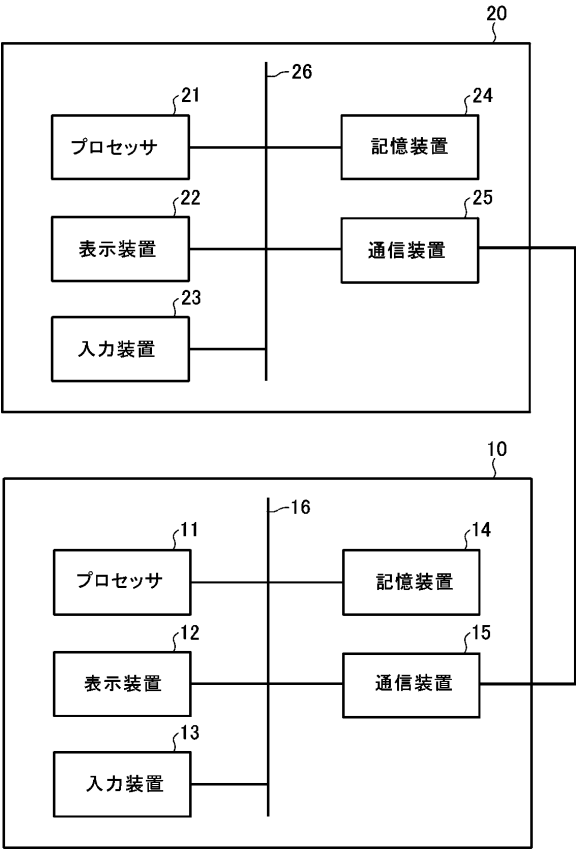 20
26
21
プロセッサ
24
記憶装置
22
表示装置
25
通信装置
23
入力装置
10
16
11
プロセッサ
14
記憶装置
12
表示装置
15
通信装置
13
入力装置